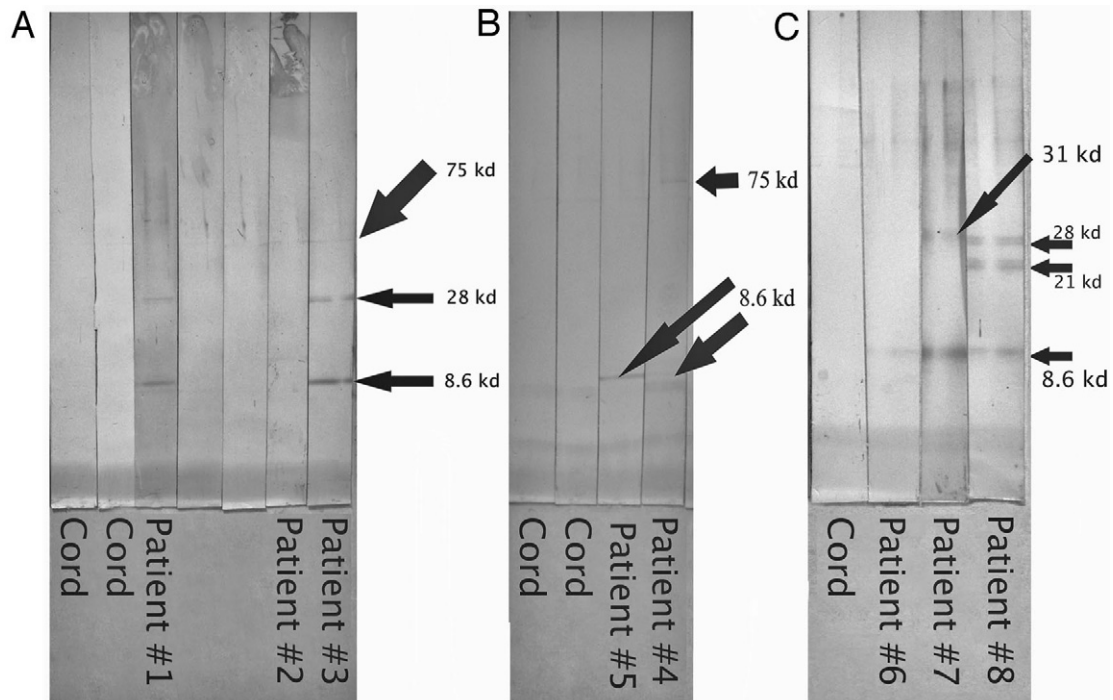 A
75 kd
28 kd
8.6 kd
Cord
Cord
Patient #1
Patient #2
Patient #3
B
75 kd
8.6 kd
Cord
Cord
Patient #5
Patient #4
C
31 kd
28 kd
21 kd
8.6 kd
Cord
Patient #6
Patient #7
Patient #8